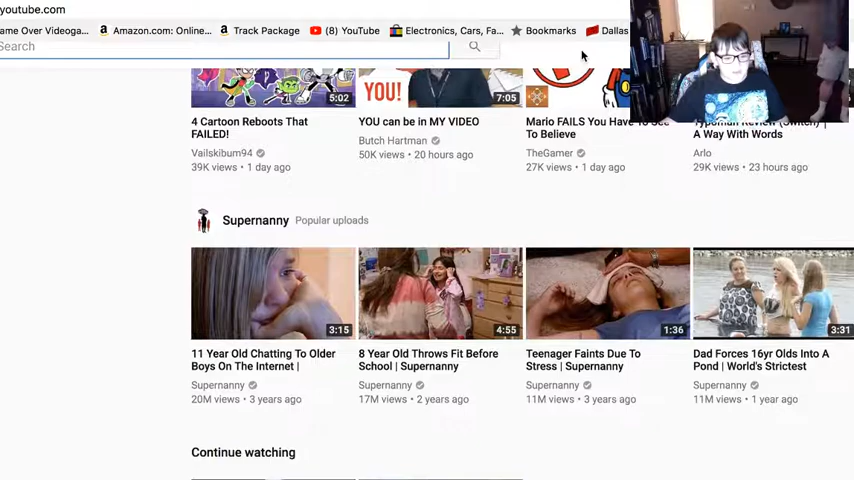 youtube.com
ame Over Videoga... Amazon.com: Online... Track Package (8) YouTube Electronics, Cars, Fa... Bookmarks Dallas
Search
5:02 YOU! 7:05
4 Cartoon Reboots That FAILED!
Vailskibum94
39K views • 1 day ago
YOU can be in MY VIDEO
Butch Hartman
50K views • 20 hours ago
Mario FAILS You Have To See To Believe
TheGamer
27K views • 1 day ago
Typoman Review (Switch) | A Way With Words
Arlo
29K views • 23 hours ago
Supernanny Popular uploads
3:15 4:55 1:36 3:31
11 Year Old Chatting To Older
Boys On The Internet |
Supernanny
20M views • 3 years ago
8 Year Old Throws Fit Before
School | Supernanny
Supernanny
17M views • 2 years ago
Teenager Faints Due To
Stress | Supernanny
Supernanny
11M views • 3 years ago
Dad Forces 16yr Olds Into A
Pond | World's Strictest
Supernanny
11M views • 1 year ago
Continue watching